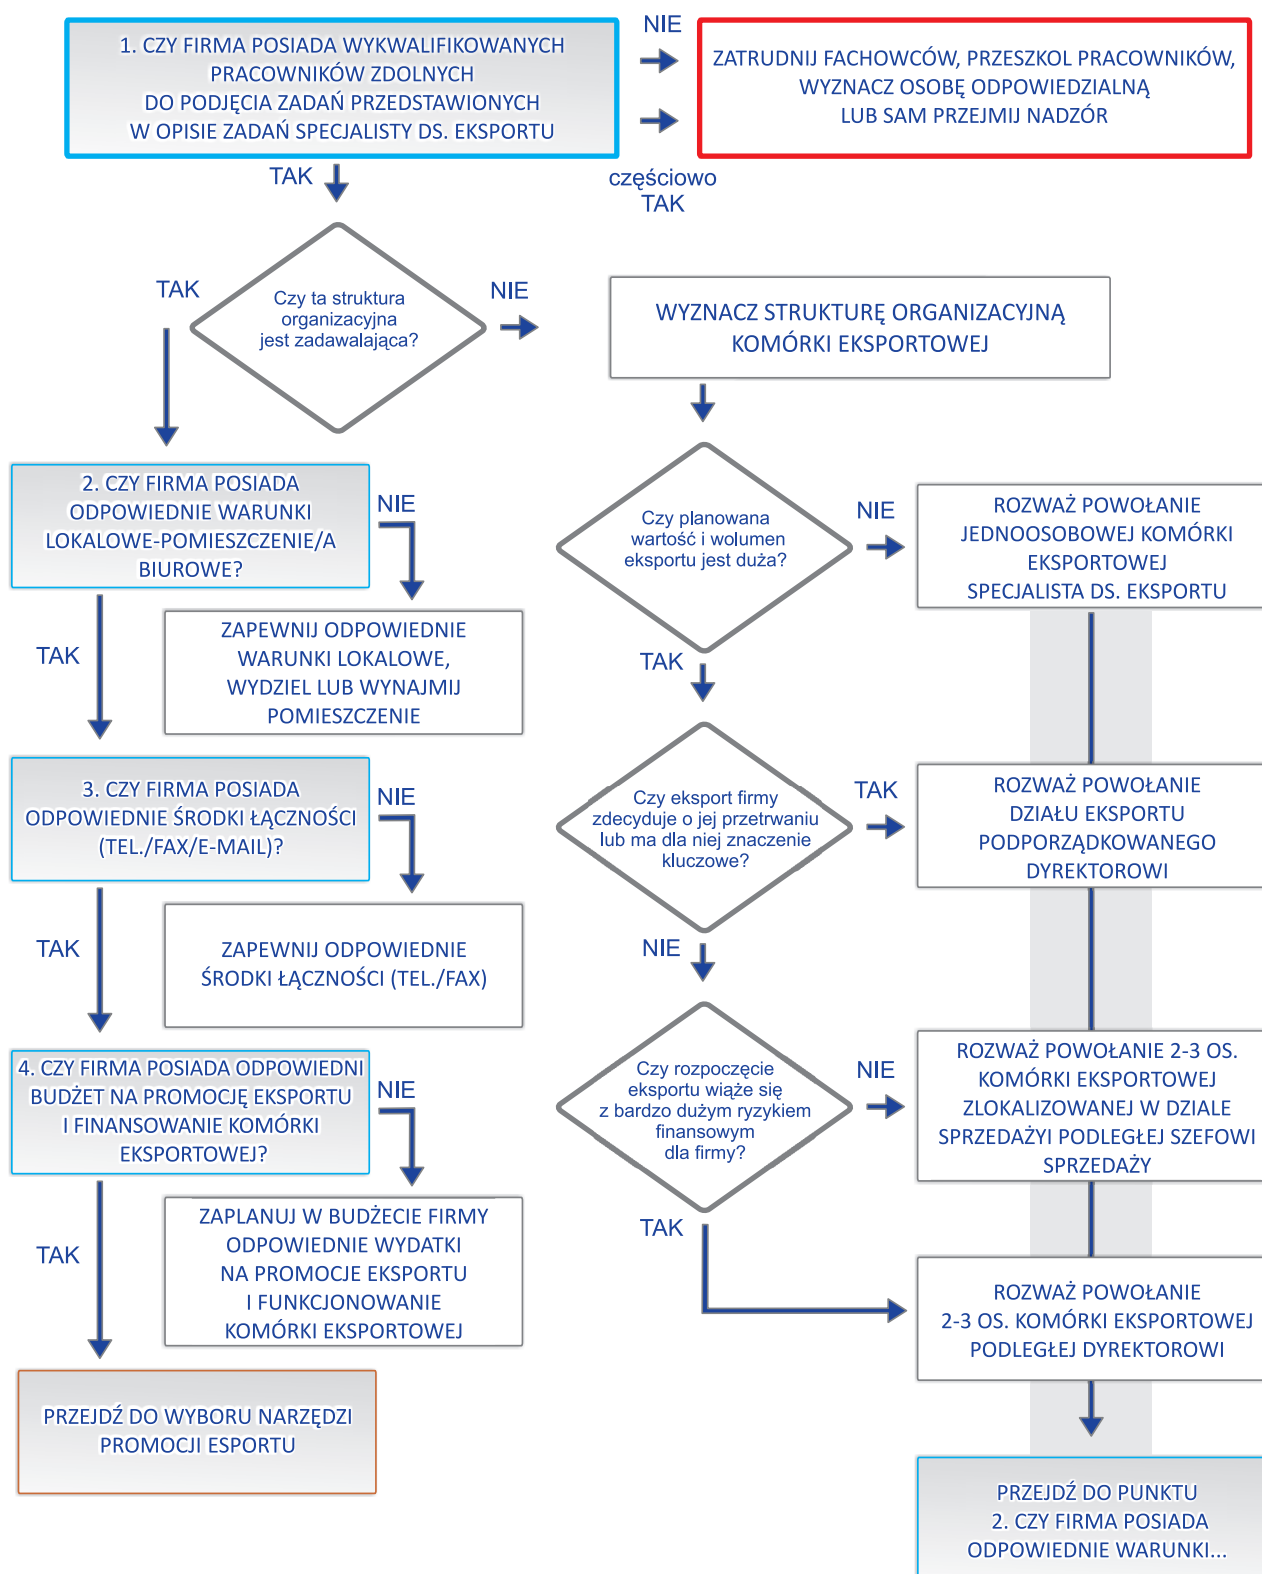 1. CZY FIRMA POSIADA WYKWALIFIKOWANYCH
PRACOWNIKÓW ZDOLNYCH
DO PODJĘCIA ZADAŃ PRZEDSTAWIONYCH
W OPISIE ZADAŃ SPECJALISTY DS. EKSPORTU
NIE
ZATRUDNIJ FACHOWCÓW, PRZESZKOL PRACOWNIKÓW,
WYZNACZ OSOBĘ ODPOWIEDZIALNĄ
LUB SAM PRZEJMIJ NADZÓR
TAK
częściowo
TAK
TAK
Czy ta struktura
organizacyjna
jest zadawalająca?
NIE
WYZNACZ STRUKTURĘ ORGANIZACYJNĄ
KOMÓRKI EKSPORTOWEJ
2. CZY FIRMA POSIADA
ODPOWIEDNIE WARUNKI
LOKALOWE-POMIESZCZENIE/A
BIUROWE?
NIE
Czy planowana
wartość i wolumen
eksportu jest duża?
NIE
ROZWAŻ POWOŁANIE
JEDNOOSOBOWEJ KOMÓRKI
EKSPORTOWEJ
SPECJALISTA DS. EKSPORTU
TAK
ZAPEWNIJ ODPOWIEDNIE
WARUNKI LOKALOWE,
WYDZIEL LUB WYNAJMIJ
POMIESZCZENIE
TAK
3. CZY FIRMA POSIADA
ODPOWIEDNIE ŚRODKI ŁĄCZNOŚCI
(TEL./FAX/E-MAIL)?
NIE
Czy eksport firmy
zdecyduje o jej przetrwaniu
lub ma dla niej znaczenie
kluczowe?
TAK
ROZWAŻ POWOŁANIE
DZIAŁU EKSPORTU
PODPORZĄDKOWANEGO
DYREKTOROWI
TAK
ZAPEWNIJ ODPOWIEDNIE
ŚRODKI ŁĄCZNOŚCI (TEL./FAX)
NIE
4. CZY FIRMA POSIADA ODPOWIEDNI
BUDŻET NA PROMOCJĘ EKSPORTU
I FINANSOWANIE KOMÓRKI
EKSPORTOWEJ?
NIE
Czy rozpoczęcie
eksportu wiąże się
z bardzo dużym ryzykiem
finansowym
dla firmy?
NIE
ROZWAŻ POWOŁANIE 2-3 OS.
KOMÓRKI EKSPORTOWEJ
ZLOKALIZOWANEJ W DZIALE
SPRZEDAŻYI PODLEGŁEJ SZEFOWI
SPRZEDAŻY
TAK
ZAPLANUJ W BUDŻECIE FIRMY
ODPOWIEDNIE WYDATKI
NA PROMOCJE EKSPORTU
I FUNKCJONOWANIE
KOMÓRKI EKSPORTOWEJ
TAK
ROZWAŻ POWOŁANIE
2-3 OS. KOMÓRKI EKSPORTOWEJ
PODLEGŁEJ DYREKTOROWI
PRZEJDŹ DO WYBORU NARZĘDZI
PROMOCJI ESPORTU
PRZEJDŹ DO PUNKTU
2. CZY FIRMA POSIADA
ODPOWIEDNIE WARUNKI...